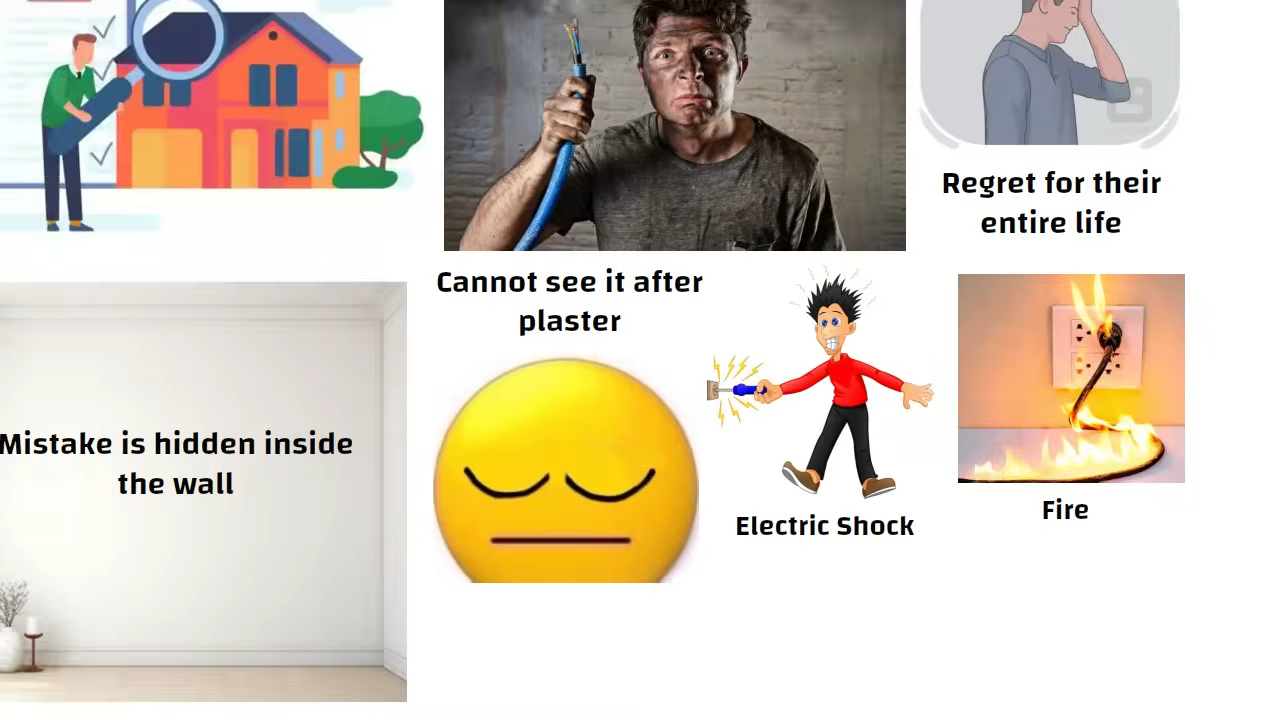 Regret for their
entire life
Cannot see it after
plaster
Mistake is hidden inside
the wall
Electric Shock
Fire